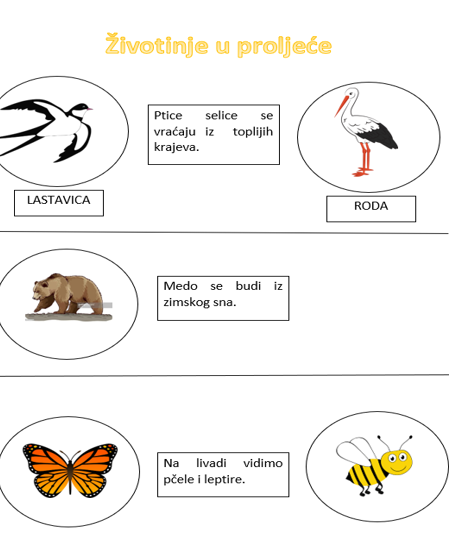 Životinje u proljeće
Ptice selice se
vraćaju iz toplijih
krajeva.
LASTAVICA
RODA
Medo se budi iz
zimskog sna.
Na livadi vidimo
pčele i leptire.